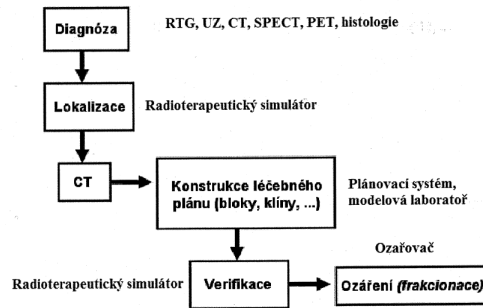 Diagnóza
RTG, UZ, CT, SPECT, PET, histologie
Lokalizace
Radioterapeutický simulátor
CT
Konstrukce léčebného
plánu (bloky, klíny, ...)
Plánovací systém,
modelová laboratoř
Ozařovač
Radioterapeutický simulátor
Verifikace
Ozáření (frakcionace)